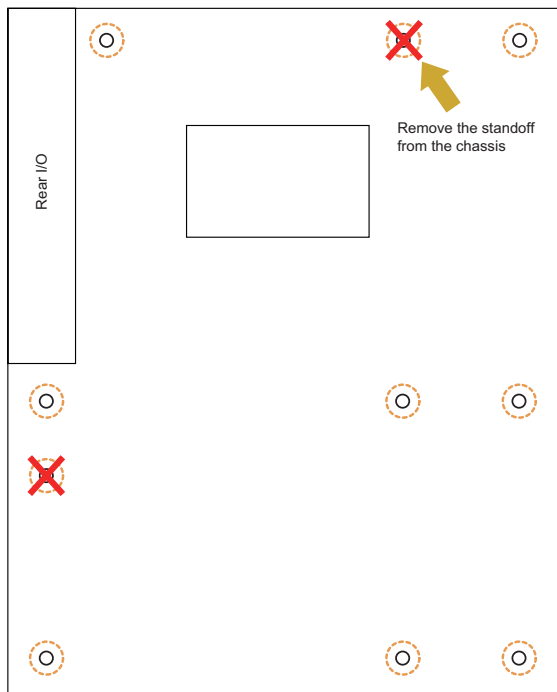 Remove the standoff
from the chassis
Rear I/O